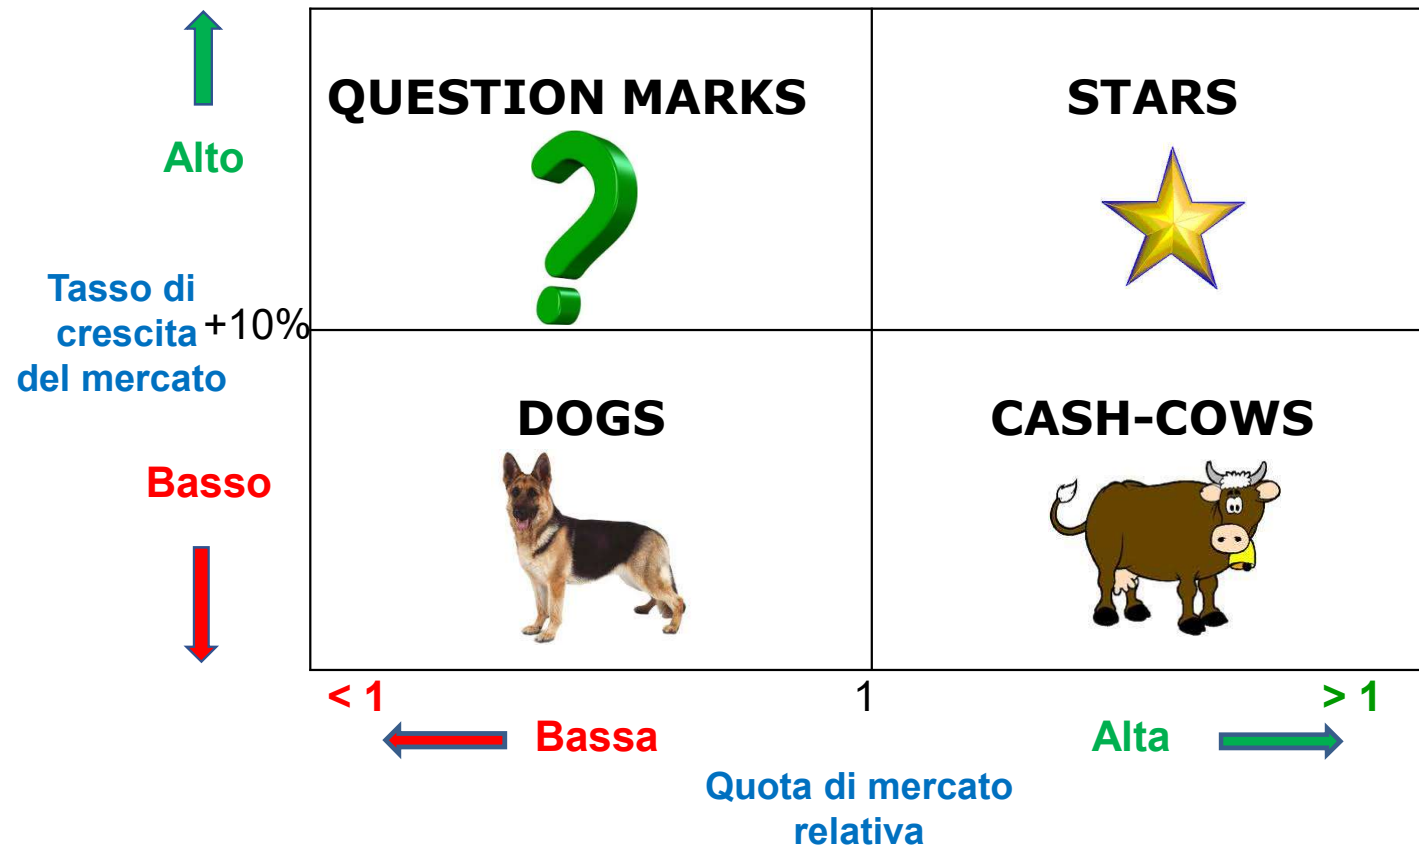 QUESTION MARKS
STARS
Alto
Tasso di
crescita
del mercato
+10%
DOGS
CASH-COWS
Basso
< 1
1
> 1
Bassa
Alta
Quota di mercato
relativa